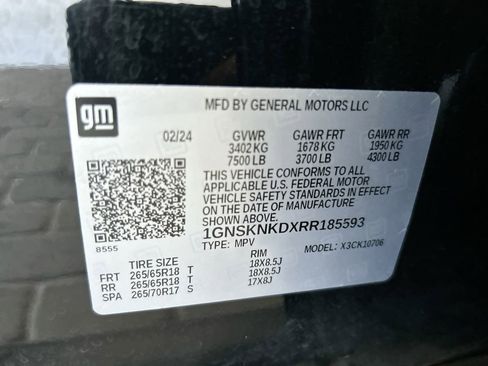 gm
MFD BY GENERAL MOTORS LLC
02/24 GVWR GAWR FRT GAWR RR
3402 KG 1678 KG 1950 KG
7500 LB 3700 LB 4300 LB
THIS VEHICLE CONFORMS TO ALL
APPLICABLE U.S. FEDERAL MOTOR
VEHICLE SAFETY STANDARDS IN EFFECT
ON THE DATE OF MANUFACTURE
SHOWN ABOVE.
1GNSKNKDXRR185593
8555 TYPE: MPV MODEL: X3CK10706
TIRE SIZE RIM
FRT 265/65R18 T 18X8.5J
RR 265/65R18 T 18X8.5J
SPA 265/70R17 S 17X8J